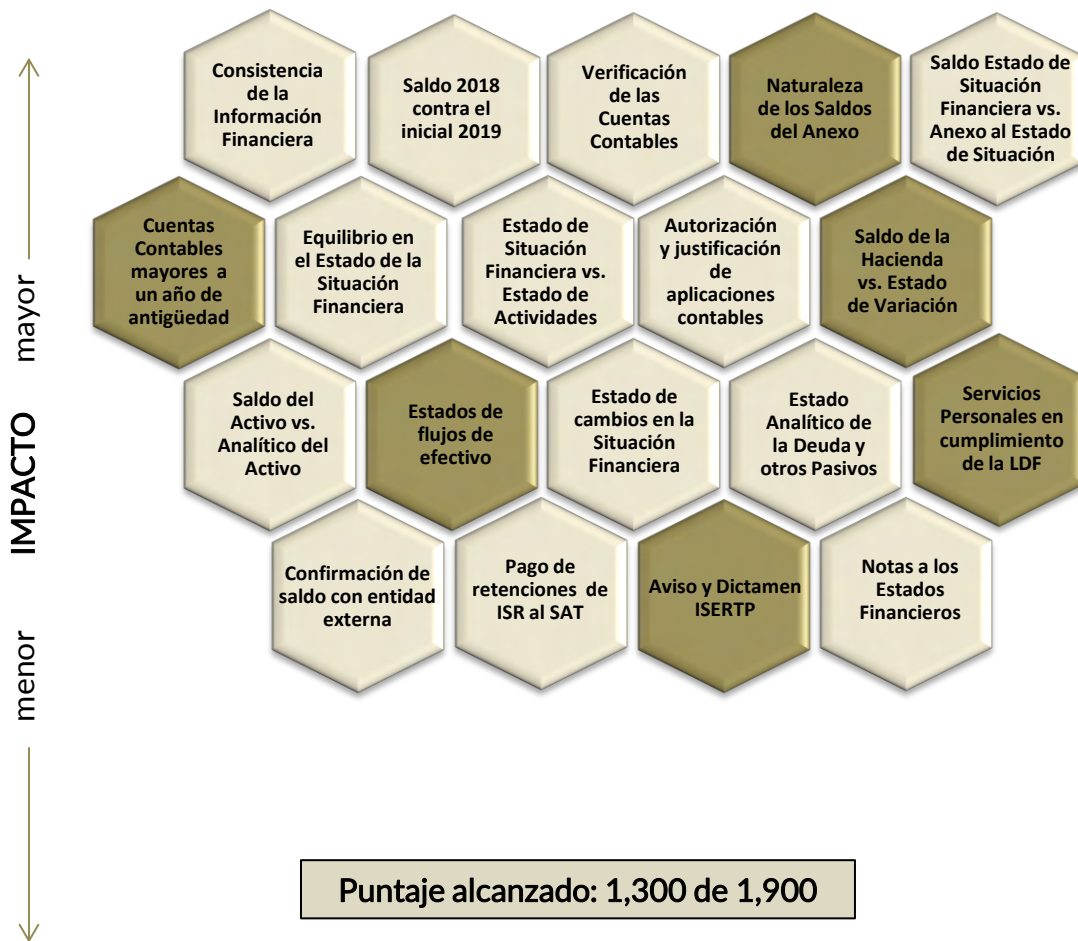 Consistencia
de la
Información
Financiera
Saldo 2018
contra el
inicial 2019
Verificación
de las
Cuentas
Contables
Naturaleza
de los Saldos
del Anexo
Saldo Estado de
Situación
Financiera vs.
Anexo al Estado
de Situación
Cuentas
Contables
mayores a
un año de
antigüedad
Equilibrio en
el Estado de la
Situación
Financiera
Estado de
Situación
Financiera vs.
Estado de
Actividades
Autorización
y justificación
de
aplicaciones
contables
Saldo de la
Hacienda
vs. Estado
de Variación
Saldo del
Activo vs.
Analítico del
Activo
Estados de
flujos de
efectivo
Estado de
cambios en la
Situación
Financiera
Estado
Analítico de
la Deuda y
otros Pasivos
Servicios
Personales en
cumplimiento
de la LDF
Confirmación de
saldo con entidad
externa
Pago de
retenciones de
ISR al SAT
Aviso y Dictamen
ISERTP
Notas a los
Estados
Financieros
menor IMPACTO mayor
Puntaje alcanzado: 1,300 de 1,900